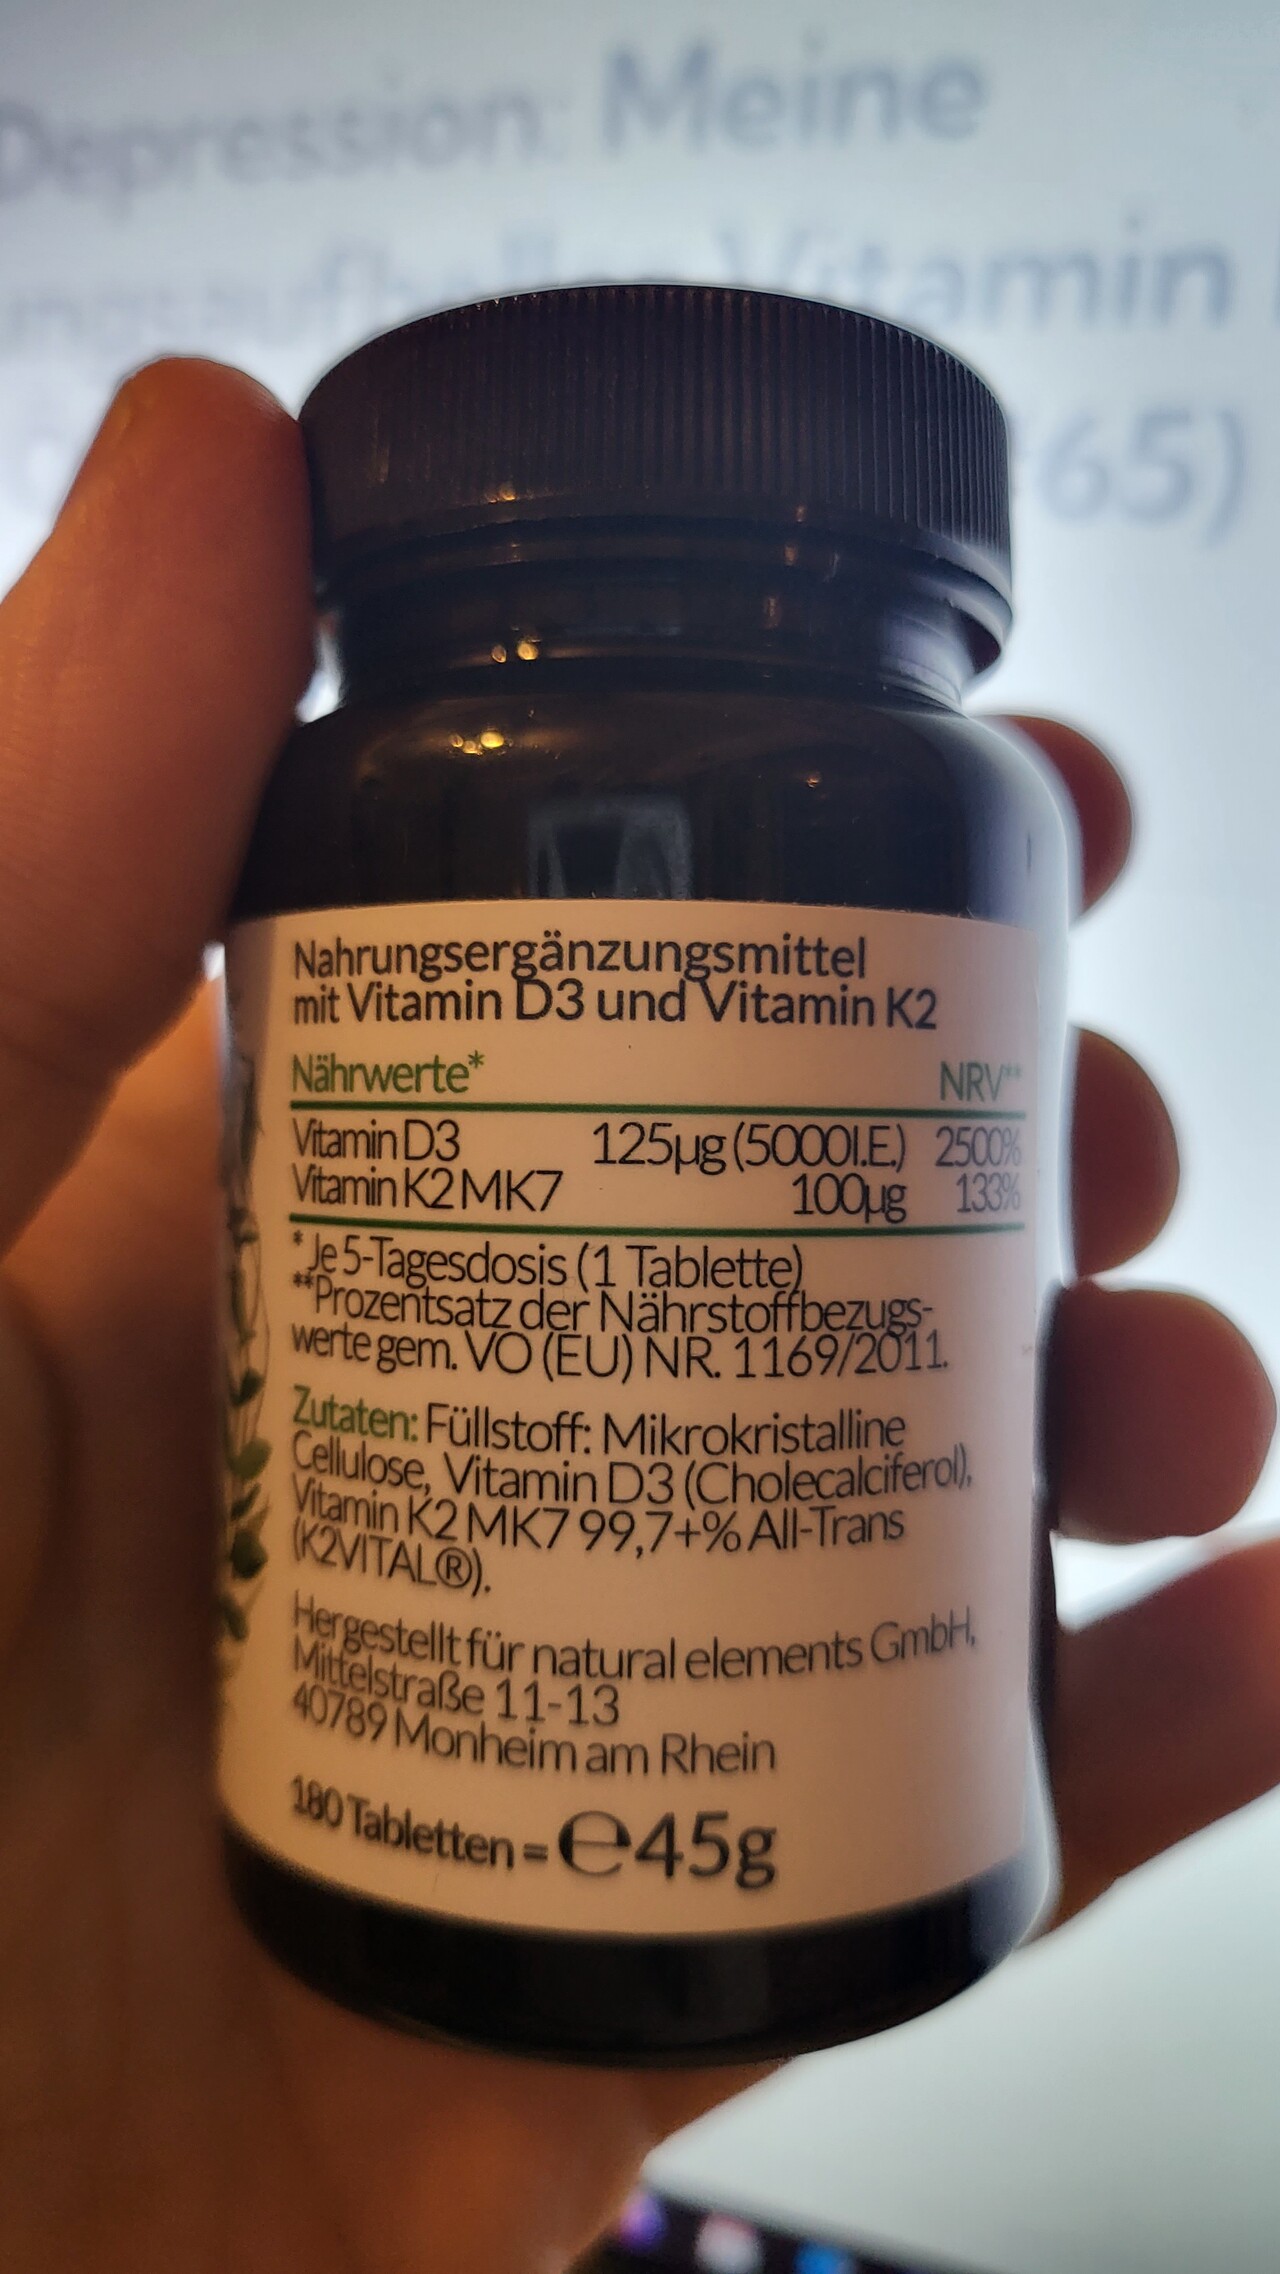 Depression: Meine
Vitamin
65)
Nahrungsergänzungsmittel
mit Vitamin D3 und Vitamin K2
Nährwerte* NRV**
Vitamin D3 125µg (5000I.E.) 2500%
Vitamin K2 MK7 100µg 133%
*Je 5-Tagesdosis (1 Tablette)
**Prozentsatz der Nährstoffbezugs-
werte gem. VO (EU) NR. 1169/2011.
Zutaten: Füllstoff: Mikrokristalline
Cellulose, Vitamin D3 (Cholecalciferol),
Vitamin K2 MK7 99,7+% All-Trans
(K2VITAL®).
Hergestellt für natural elements GmbH,
Mittelstraße 11-13
40789 Monheim am Rhein
180 Tabletten = ℮45g